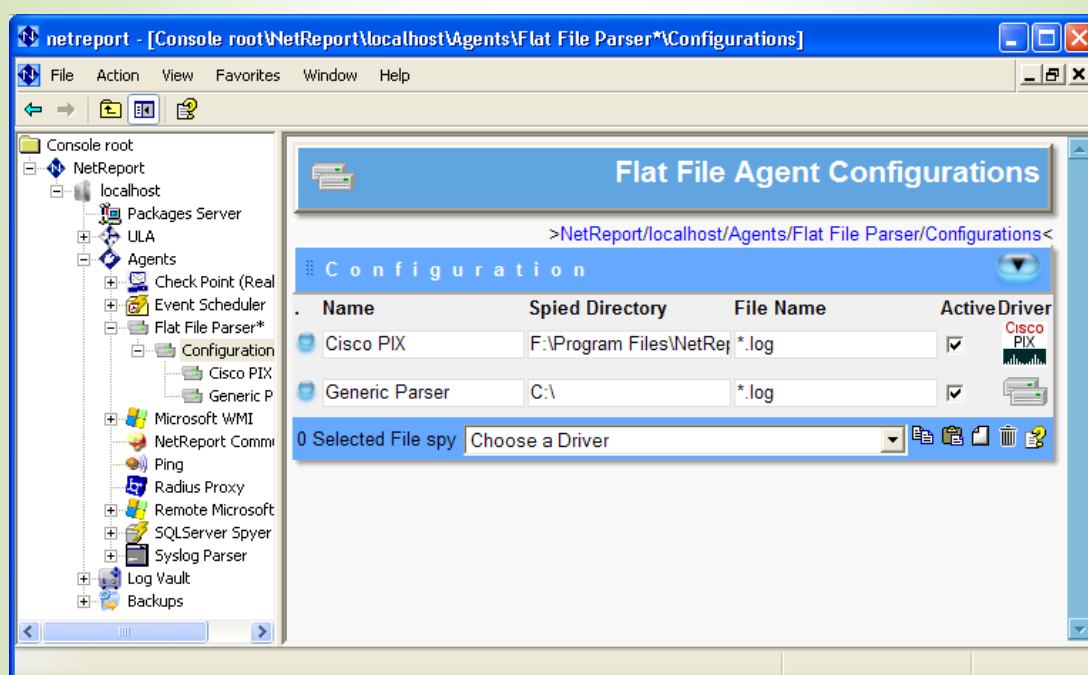 netreport - [Console root\NetReport\localhost\Agents\Flat File Parser*\Configurations]
File Action View Favorites Window Help
Console root
NetReport
localhost
Packages Server
ULA
Agents
Check Point (Real
Event Scheduler
Flat File Parser*
Configuration
Cisco PIX
Generic P
Microsoft WMI
NetReport Commu
Ping
Radius Proxy
Remote Microsoft
SQLServer Spyer
Syslog Parser
Log Vault
Backups
Flat File Agent Configurations
>NetReport/localhost/Agents/Flat File Parser/Configurations<
Configuration
. Name Spied Directory File Name Active Driver
Cisco PIX F:\Program Files\NetRep *.log Cisco PIX
Generic Parser C:\ *.log
0 Selected File spy Choose a Driver